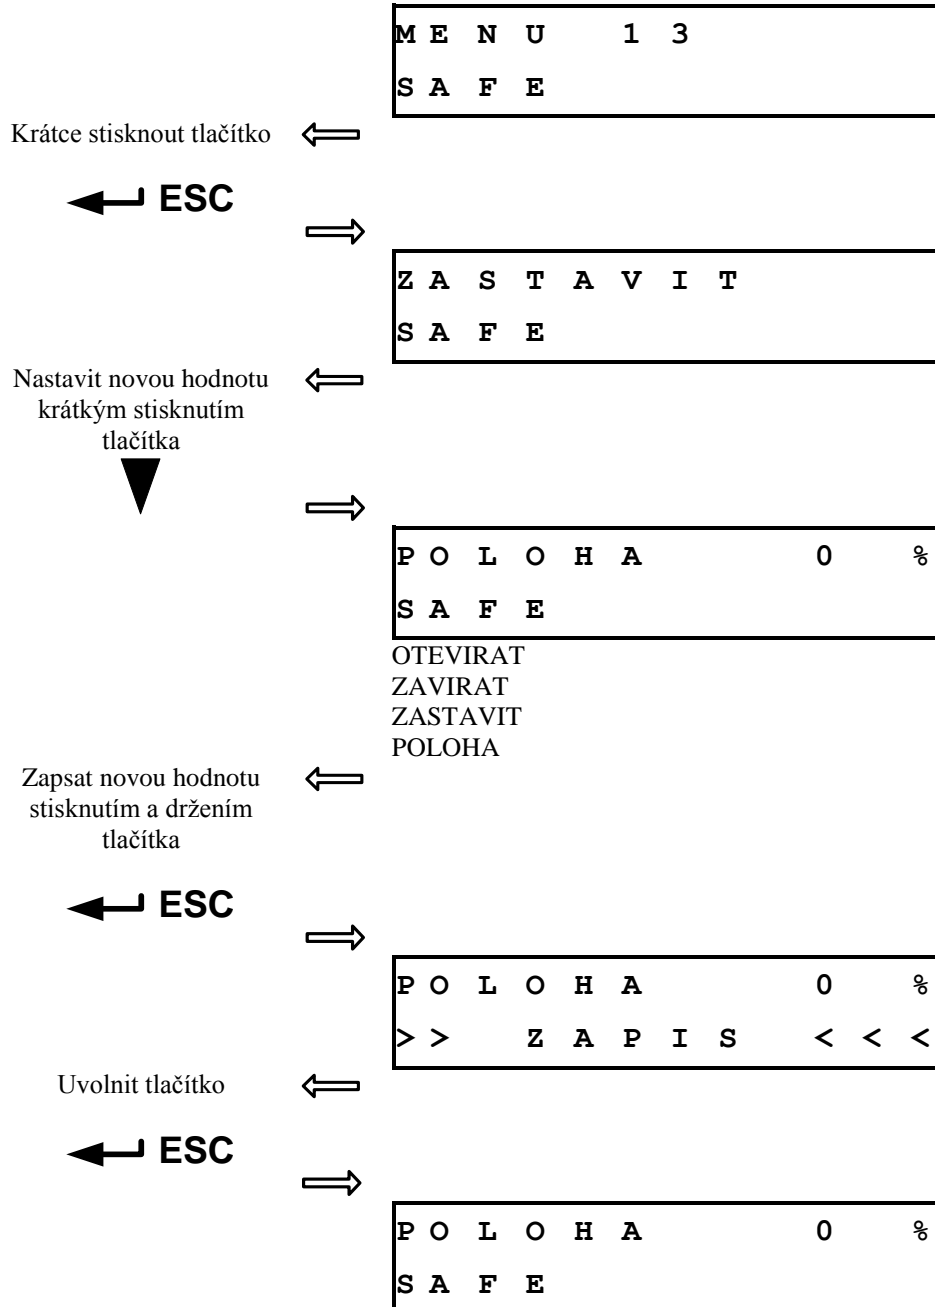 MENU 13
SAFE
Krátce stisknout tlačítko
ESC
ZASTAVIT
SAFE
Nastavit novou hodnotu
krátkým stisknutím
tlačítka
POLOHA 0 %
SAFE
OTEVIRAT
ZAVIRAT
ZASTAVIT
POLOHA
Zapsat novou hodnotu
stisknutím a držením
tlačítka
ESC
POLOHA 0 %
>> ZAPIS <<<
Uvolnit tlačítko
ESC
POLOHA 0 %
SAFE